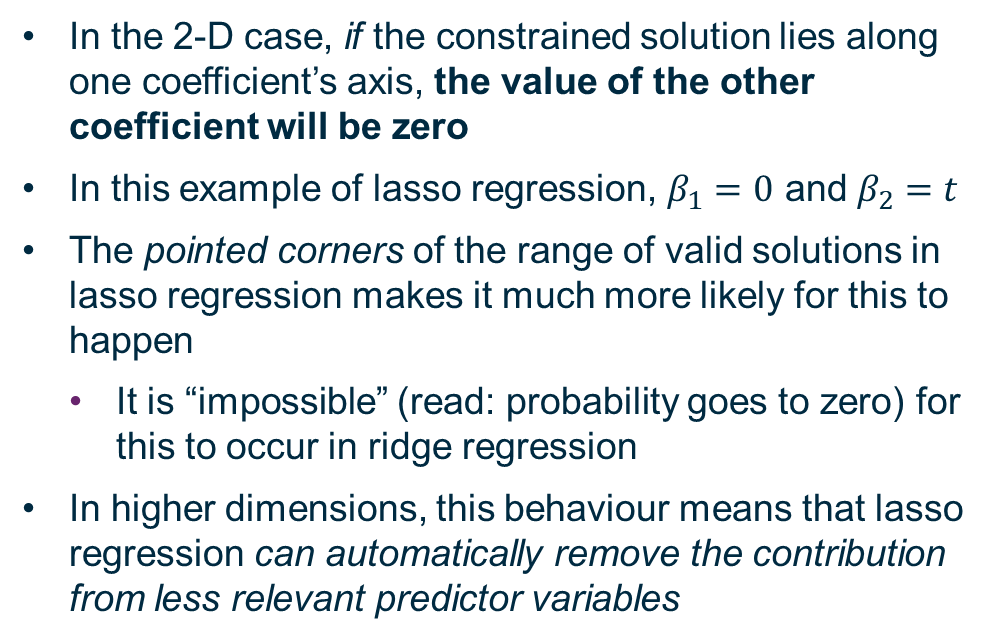 • In the 2-D case, if the constrained solution lies along
one coefficient's axis, the value of the other
coefficient will be zero
• In this example of lasso regression, β₁ = 0 and β₂ = t
• The pointed corners of the range of valid solutions in
lasso regression makes it much more likely for this to
happen
• It is “impossible” (read: probability goes to zero) for
this to occur in ridge regression
• In higher dimensions, this behaviour means that lasso
regression can automatically remove the contribution
from less relevant predictor variables